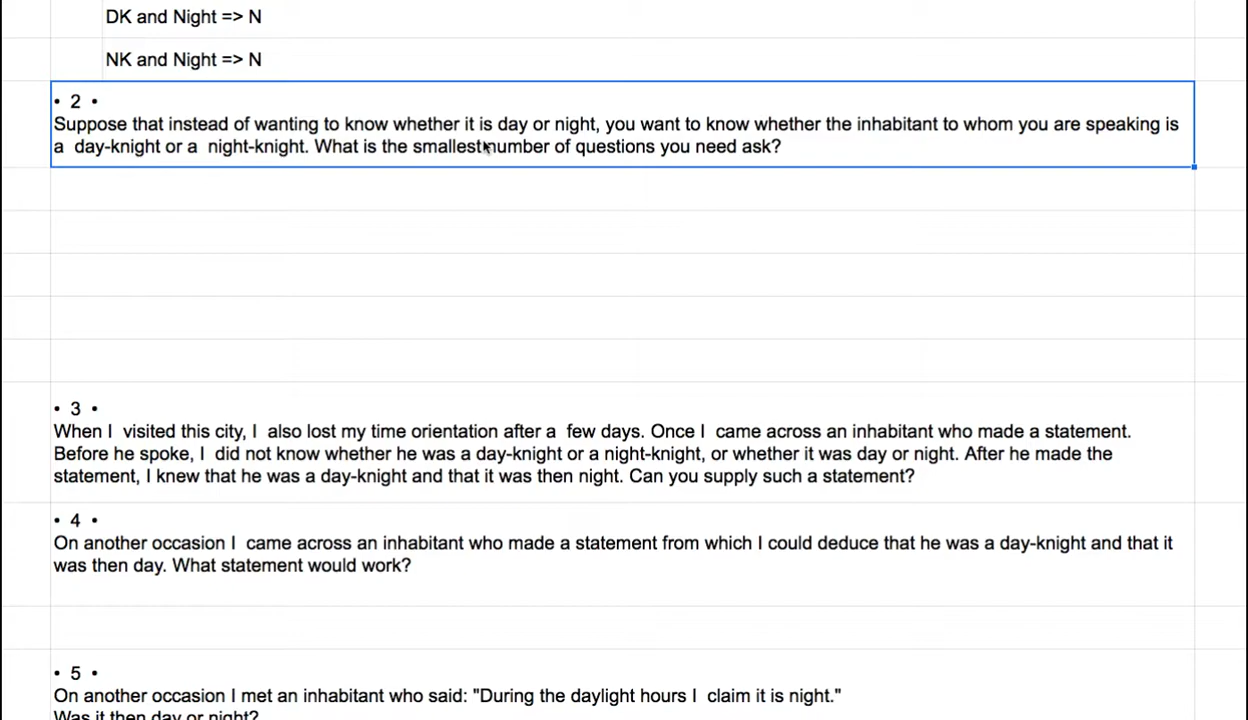 DK and Night => N
NK and Night => N
• 2 •
Suppose that instead of wanting to know whether it is day or night, you want to know whether the inhabitant to whom you are speaking is
a day-knight or a night-knight. What is the smallest number of questions you need ask?
• 3 •
When I visited this city, I also lost my time orientation after a few days. Once I came across an inhabitant who made a statement.
Before he spoke, I did not know whether he was a day-knight or a night-knight, or whether it was day or night. After he made the
statement, I knew that he was a day-knight and that it was then night. Can you supply such a statement?
• 4 •
On another occasion I came across an inhabitant who made a statement from which I could deduce that he was a day-knight and that it
was then day. What statement would work?
• 5 •
On another occasion I met an inhabitant who said: "During the daylight hours I claim it is night."
Was it then day or night?